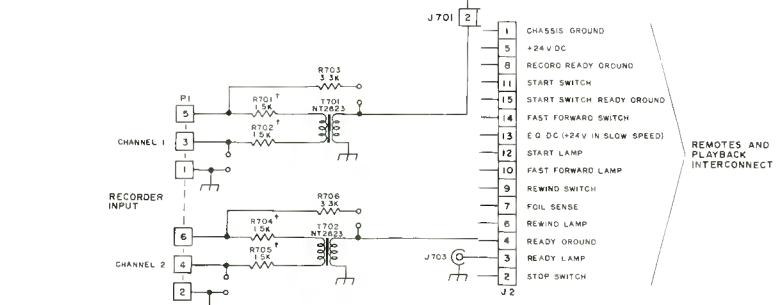 J701 2
1 CHASSIS GROUND
5 +24V DC
8 RECORD READY GROUND
11 START SWITCH
15 START SWITCH READY GROUND
14 FAST FORWARD SWITCH
13 EQ DC (+24V IN SLOW SPEED)
12 START LAMP
10 FAST FORWARD LAMP
9 REWIND SWITCH
7 FOIL SENSE
6 REWIND LAMP
4 READY GROUND
3 READY LAMP
2 STOP SWITCH
J2
REMOTES AND
PLAYBACK
INTERCONNECT
R703
3.3K
P1
5
R701†
1.5K
T701
NT2823
CHANNEL 1
3
R702†
1.5K
1
RECORDER
INPUT
R706
3.3K
6
R704†
1.5K
T702
NT2823
CHANNEL 2
4
R705†
1.5K
2
J703